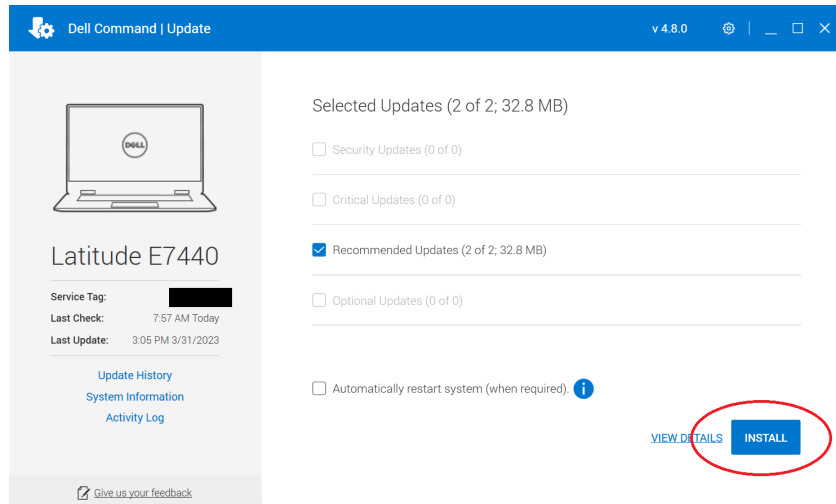 Dell Command | Update
v 4.8.0
DELL
Latitude E7440
Service Tag:
Last Check: 7:57 AM Today
Last Update: 3:05 PM 3/31/2023
Update History
System Information
Activity Log
Give us your feedback
Selected Updates (2 of 2; 32.8 MB)
Security Updates (0 of 0)
Critical Updates (0 of 0)
Recommended Updates (2 of 2; 32.8 MB)
Optional Updates (0 of 0)
Automatically restart system (when required). i
VIEW DETAILS INSTALL